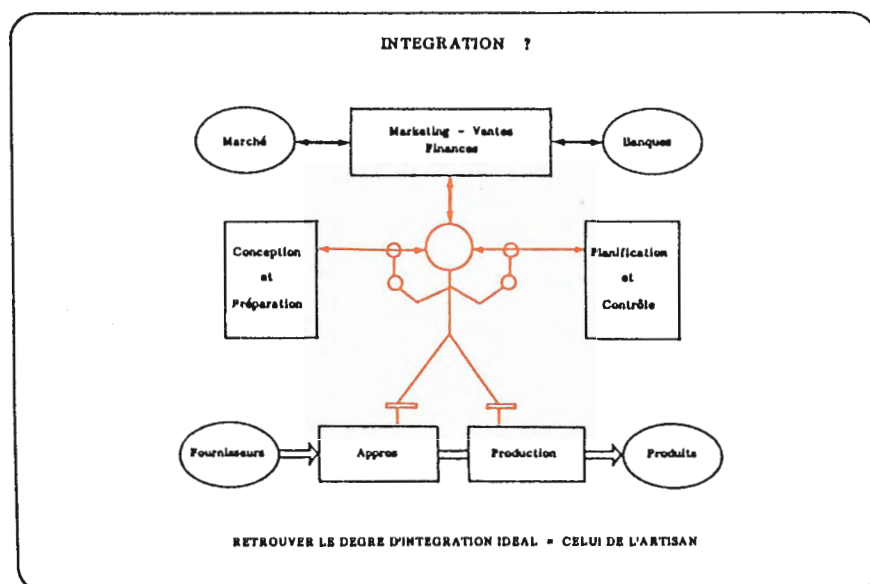 INTEGRATION ?
Marché
Marketing - Ventes
Finances
Banques
Conception
et
Préparation
Planification
et
Contrôle
Fournisseurs
Appros
Production
Produits
RETROUVER LE DEGRE D'INTEGRATION IDEAL = CELUI DE L'ARTISAN